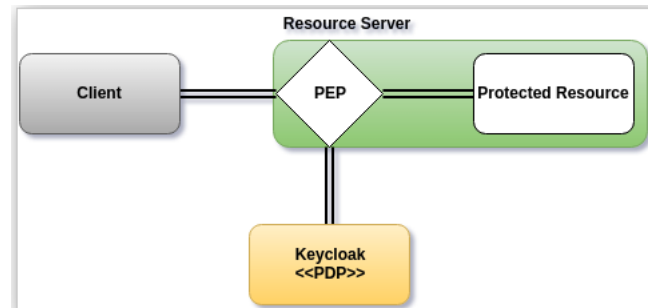 Resource Server
Client
PEP
Protected Resource
Keycloak
<<PDP>>